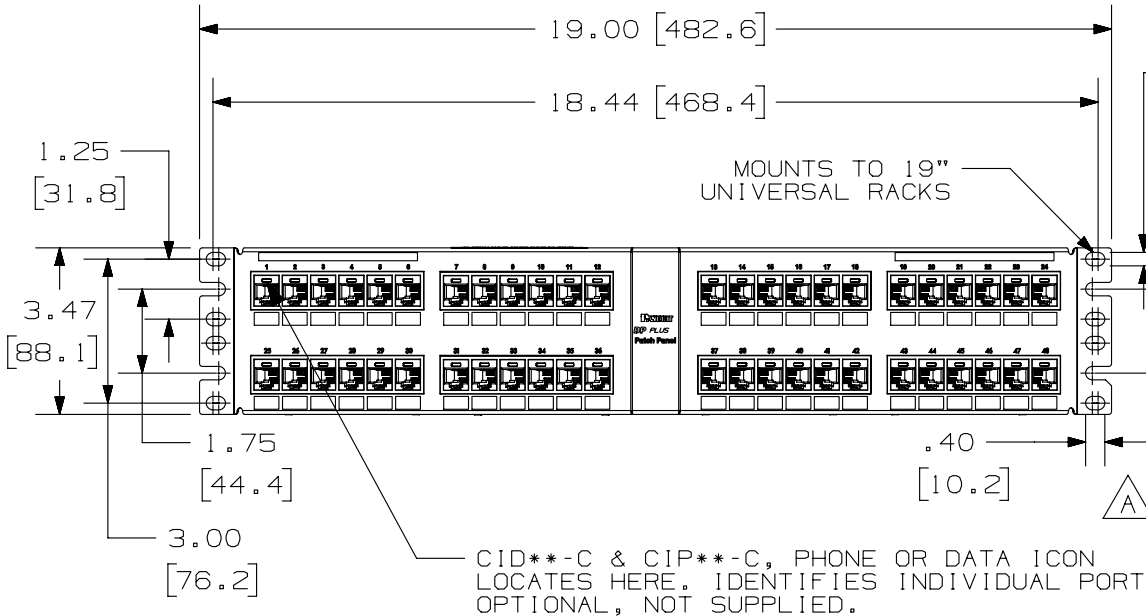 19.00 [482.6]
18.44 [468.4]
1.25
[31.8]
MOUNTS TO 19"
UNIVERSAL RACKS
1 2 3 4 5 6 7 8 9 10 11 12 13 14 15 16 17 18 19 20 21 22 23 24
3.47
[88.1]
PANDUIT
DP PLUS
Patch Panel
25 26 27 28 29 30 31 32 33 34 35 36 37 38 39 40 41 42 43 44 45 46 47 48
1.75
[44.4]
.40
[10.2]
A
3.00
[76.2]
CID**-C & CIP**-C, PHONE OR DATA ICON
LOCATES HERE. IDENTIFIES INDIVIDUAL PORT
OPTIONAL, NOT SUPPLIED.